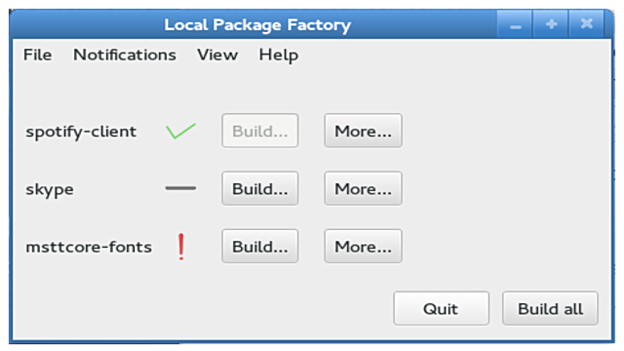 Local Package Factory
File Notifications View Help
spotify-client Build... More...
skype Build... More...
msttcore-fonts Build... More...
Quit Build all